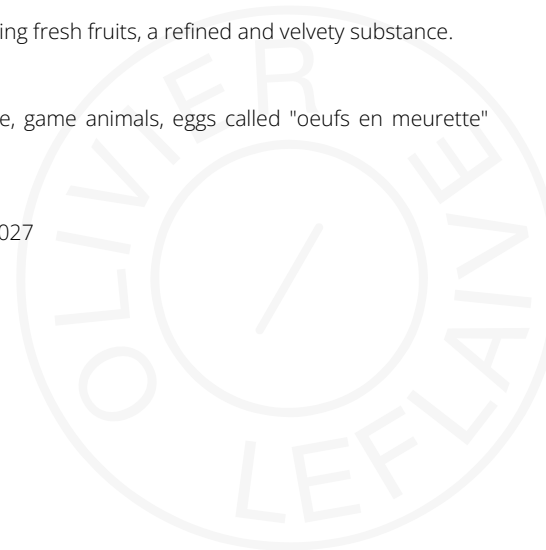 ing fresh fruits, a refined and velvety substance.
e, game animals, eggs called "oeufs en meurette"
027
OLIVIER
LEFLAIVE